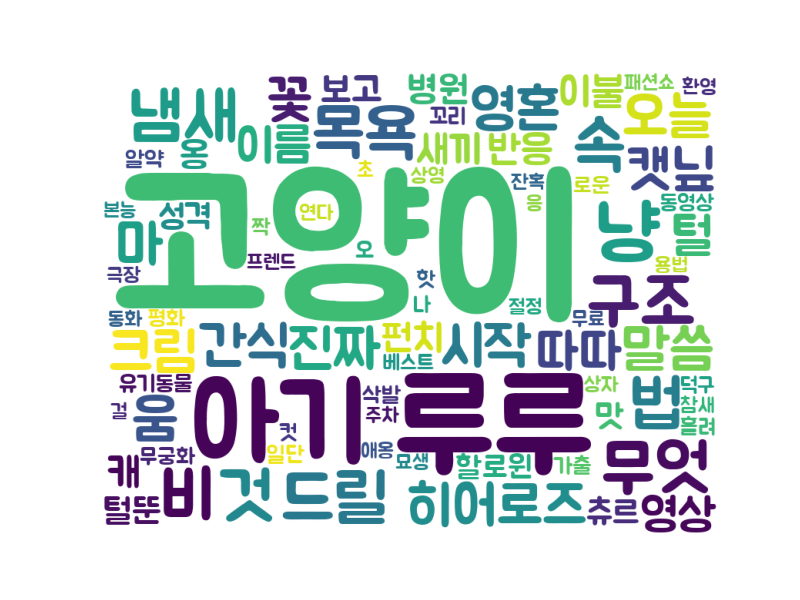 냄새
꽃
보고
병원
영혼
이불
패션쇼
환영
목욕
꼬리
오늘
옹
이름
새끼
반응
속
캣닢
알약
초
상영
잔혹
로운
고양이
본능
성격
짝
연다
응
동영상
마
오
냥
털
극장
프렌드
핫
나
절정
용법
구조
동화
평화
크림
간식
진짜
펀치
베스트
시작
따따
무료
말씀
유기동물
움
걸
아기
삭발
주차
류류
상자
맛
법
덕구
참새
흘려
컷
무궁화
일단
애옹
묘생
할로윈
가출
무엇
캐
털뚠
비
것
드릴
히어로즈
츄르
영상